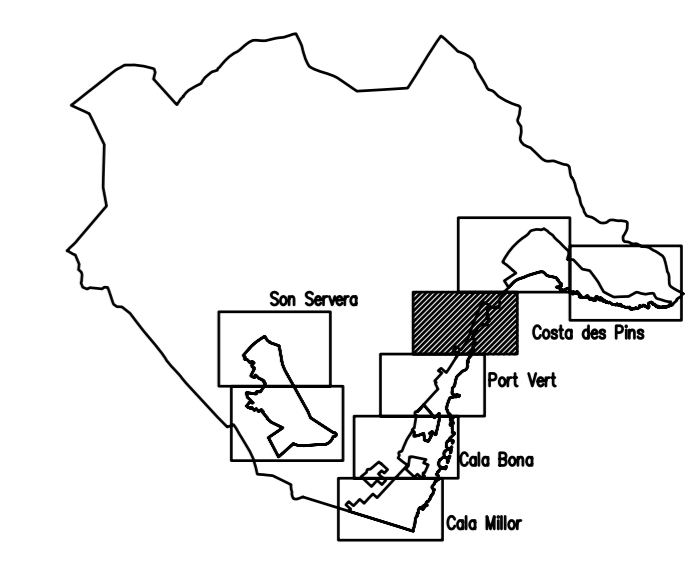 Son Servera
Costa des Pins
Port Vert
Cala Bona
Cala Millor